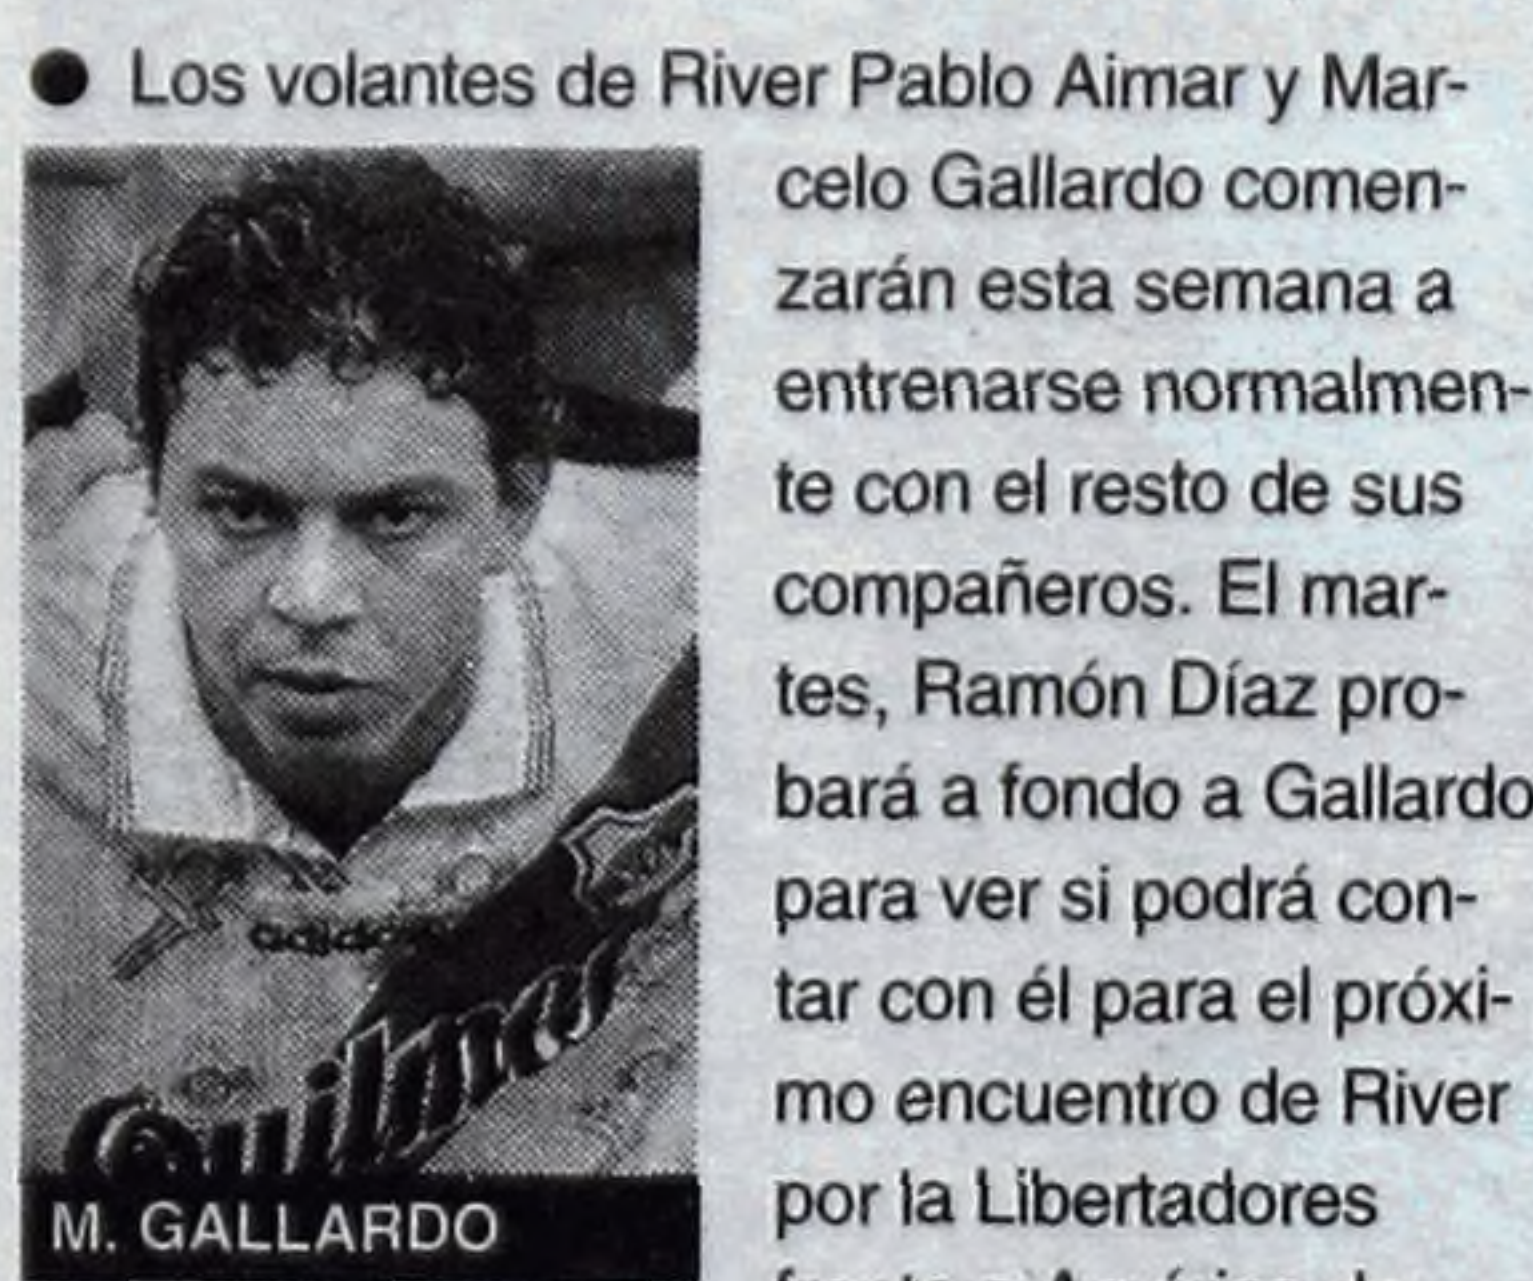 ● Los volantes de River Pablo Aimar y Mar-
celo Gallardo comen-
zarán esta semana a
entrenarse normalmen-
te con el resto de sus
compañeros. El mar-
tes, Ramón Díaz pro-
bará a fondo a Gallardo
para ver si podrá con-
tar con él para el próxi-
mo encuentro de River
por la Libertadores
adidas
Quilmes
M. GALLARDO